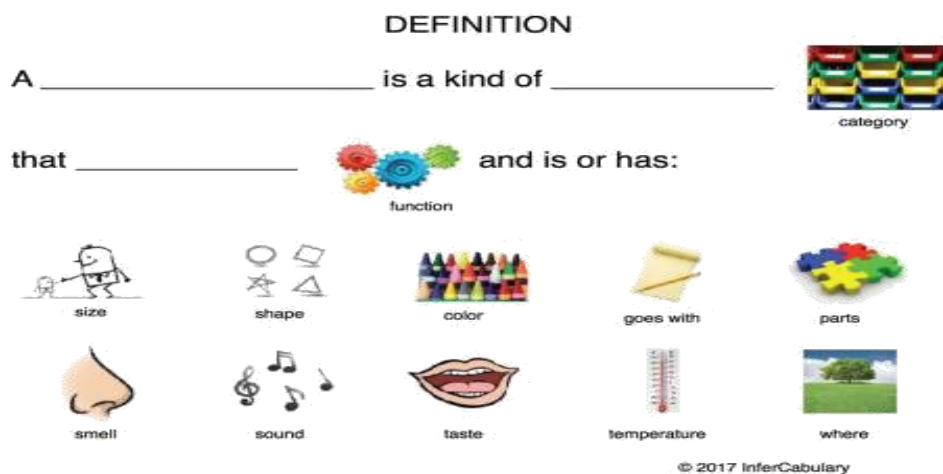 DEFINITION
A ____________________ is a kind of ______________
category
that ______________ and is or has:
function
size shape color goes with parts
smell sound taste temperature where
© 2017 InferCabulary